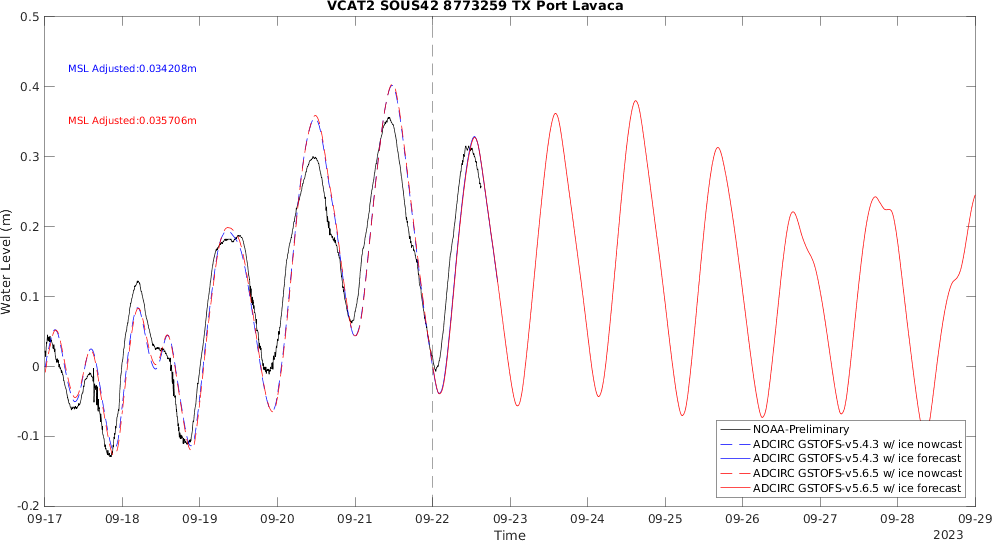 VCAT2 SOUS42 8773259 TX Port Lavaca
0.5
0.4
0.3
0.2
0.1
0
-0.1
-0.2
Water Level (m)
MSL Adjusted:0.034208m
MSL Adjusted:0.035706m
NOAA-Preliminary
ADCIRC GSTOFS-v5.4.3 w/ ice nowcast
ADCIRC GSTOFS-v5.4.3 w/ ice forecast
ADCIRC GSTOFS-v5.6.5 w/ ice nowcast
ADCIRC GSTOFS-v5.6.5 w/ ice forecast
09-17 09-18 09-19 09-20 09-21 09-22 09-23 09-24 09-25 09-26 09-27 09-28 09-29
Time
2023